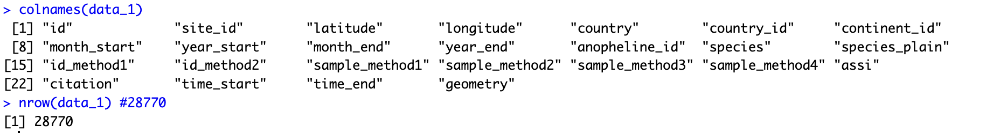 > colnames(data_1)
 [1] "id"             "site_id"        "latitude"       "longitude"      "country"        "country_id"     "continent_id"
 [8] "month_start"    "year_start"     "month_end"      "year_end"       "anopheline_id"  "species"        "species_plain"
[15] "id_method1"     "id_method2"     "sample_method1" "sample_method2" "sample_method3" "sample_method4" "assi"
[22] "citation"       "time_start"     "time_end"       "geometry"
> nrow(data_1) #28770
[1] 28770